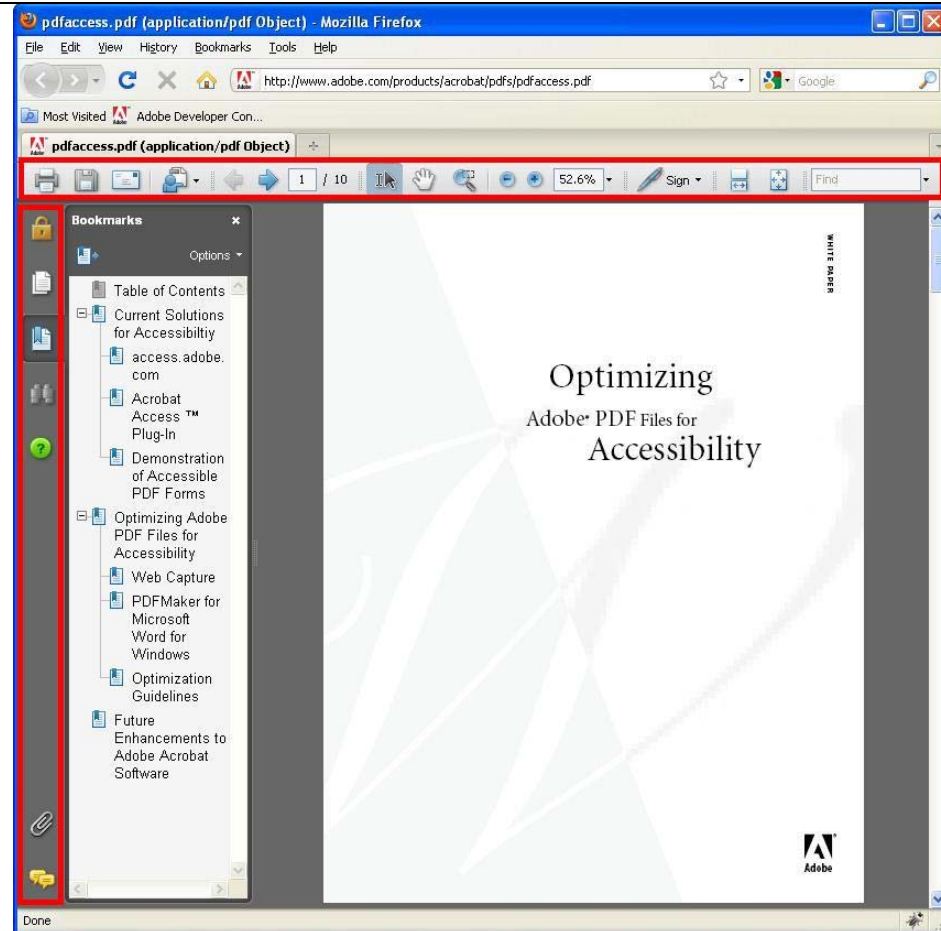 pdfaccess.pdf (application/pdf Object) - Mozilla Firefox
File Edit View History Bookmarks Tools Help
http://www.adobe.com/products/acrobat/pdfs/pdfaccess.pdf
Google
Most Visited
Adobe
Adobe Developer Con...
pdfaccess.pdf (application/pdf Object)
1 / 10
52.6%
Sign
Find
Bookmarks
Options
Table of Contents
Current Solutions
for Accessibiltiy
access.adobe.
com
Acrobat
Access ™
Plug-In
Demonstration
of Accessible
PDF Forms
Optimizing Adobe
PDF Files for
Accessibility
Web Capture
PDFMaker for
Microsoft
Word for
Windows
Optimization
Guidelines
Future
Enhancements to
Adobe Acrobat
Software
WHITE PAPER
Optimizing
Adobe® PDF Files for
Accessibility
Adobe
Done